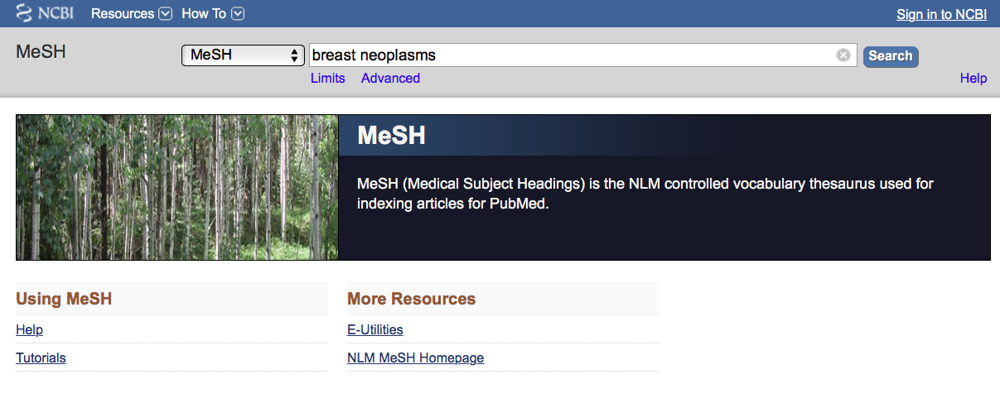 NCBI Resources How To Sign in to NCBI
MeSH MeSH breast neoplasms Search
Limits Advanced Help
MeSH
MeSH (Medical Subject Headings) is the NLM controlled vocabulary thesaurus used for
indexing articles for PubMed.
Using MeSH
Help
Tutorials
More Resources
E-Utilities
NLM MeSH Homepage